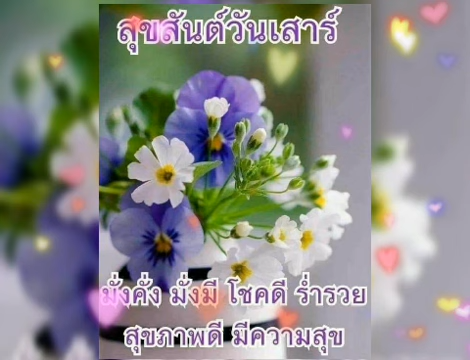 สุขสันต์วันเสาร์
มั่งคั่ง มั่งมี โชคดี ร่ำรวย
สุขภาพดี มีความสุข